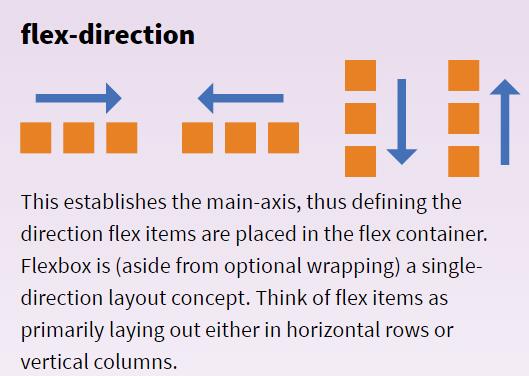 flex-direction
This establishes the main-axis, thus defining the
direction flex items are placed in the flex container.
Flexbox is (aside from optional wrapping) a single-
direction layout concept. Think of flex items as
primarily laying out either in horizontal rows or
vertical columns.